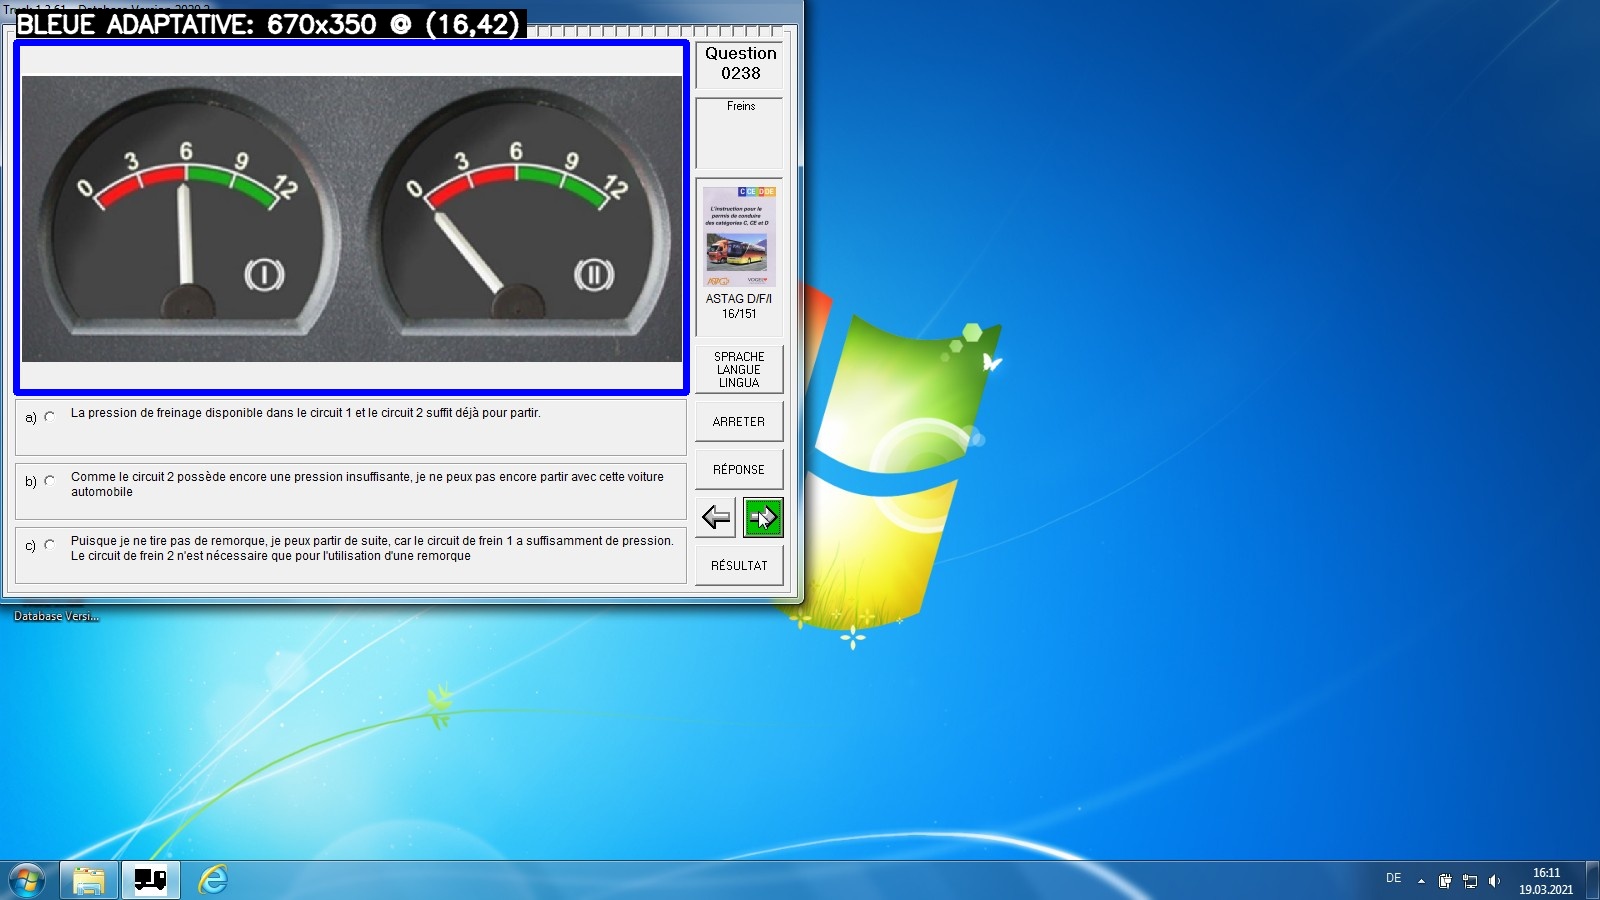 BLEUE ADAPTATIVE: 670x350 @ (16,42)
Question
0238
Freins
0 3 6 9 12
I
0 3 6 9 12
II
C CE D DE
L'instruction pour le
permis de conduire
des catégories C, CE et D
ASTAG D/F/I
16/151
SPRACHE
LANGUE
LINGUA
ARRETER
RÉPONSE
RÉSULTAT
a) La pression de freinage disponible dans le circuit 1 et le circuit 2 suffit déjà pour partir.
b) Comme le circuit 2 possède encore une pression insuffisante, je ne peux pas encore partir avec cette voiture
automobile
c) Puisque je ne tire pas de remorque, je peux partir de suite, car le circuit de frein 1 a suffisamment de pression.
Le circuit de frein 2 n'est nécessaire que pour l'utilisation d'une remorque
Database Versi...
DE
16:11
19.03.2021